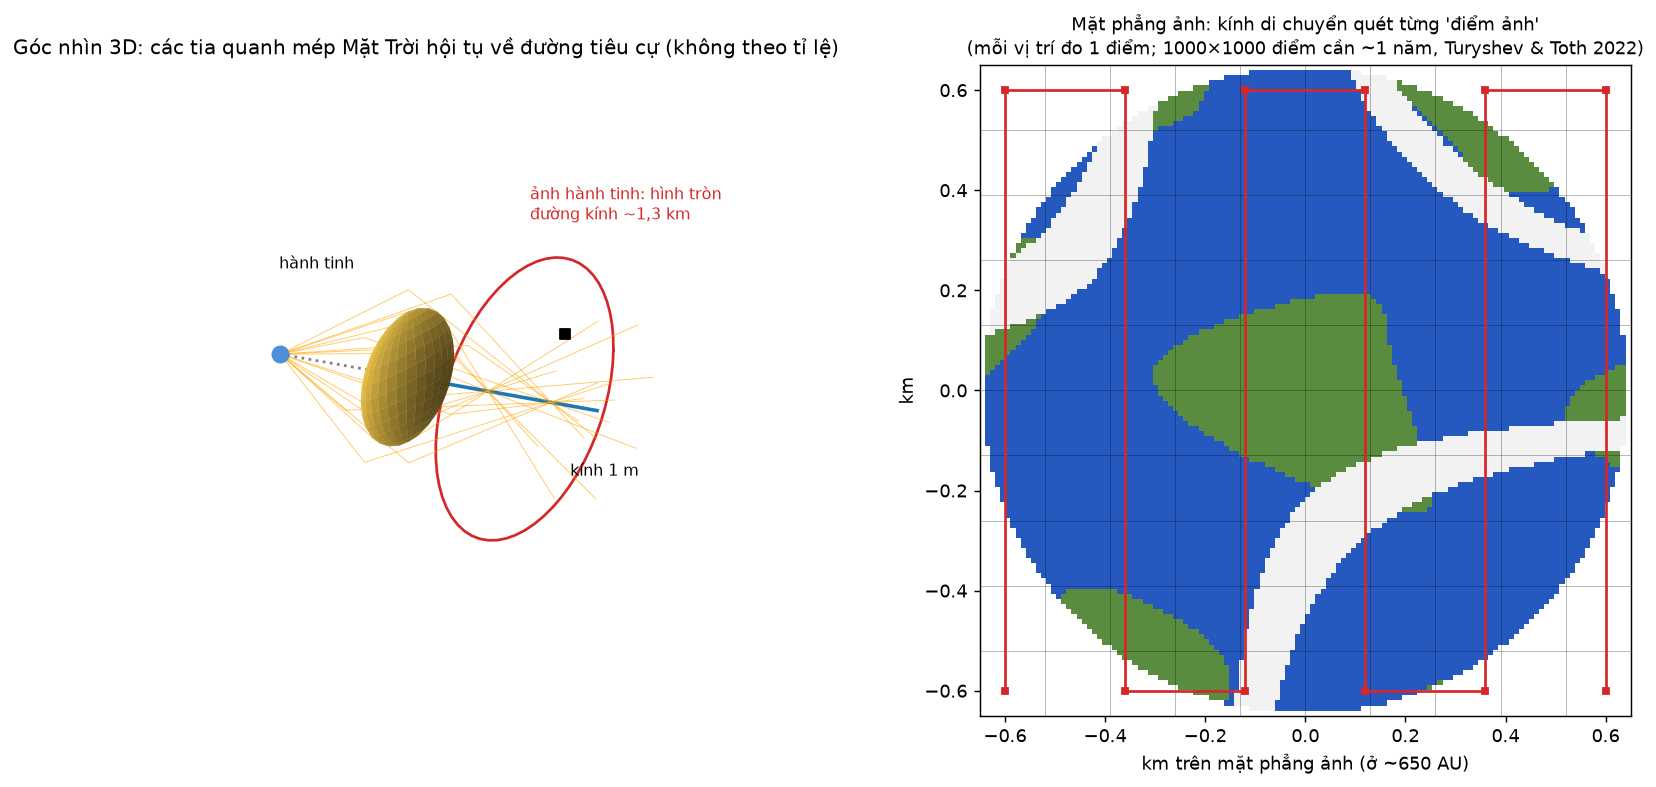 Góc nhìn 3D: các tia quanh mép Mặt Trời hội tụ về đường tiêu cự (không theo tỉ lệ)
ảnh hành tinh: hình tròn
đường kính ~1,3 km
hành tinh
kính 1 m
Mặt phẳng ảnh: kính di chuyển quét từng 'điểm ảnh'
(mỗi vị trí đo 1 điểm; 1000×1000 điểm cần ~1 năm, Turyshev & Toth 2022)
0.6
0.4
0.2
0.0
−0.2
−0.4
−0.6
km
−0.6 −0.4 −0.2 0.0 0.2 0.4 0.6
km trên mặt phẳng ảnh (ở ~650 AU)